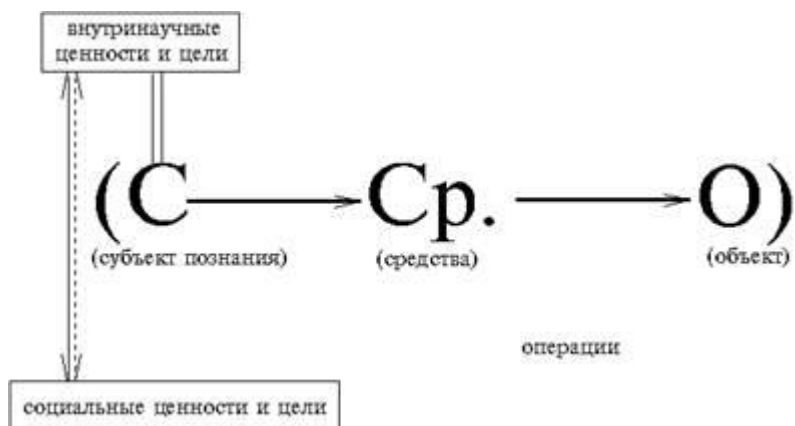 внутринаучные
ценности и цели
(С Ср. О)
(субъект познания) (средства) (объект)
операции
социальные ценности и цели